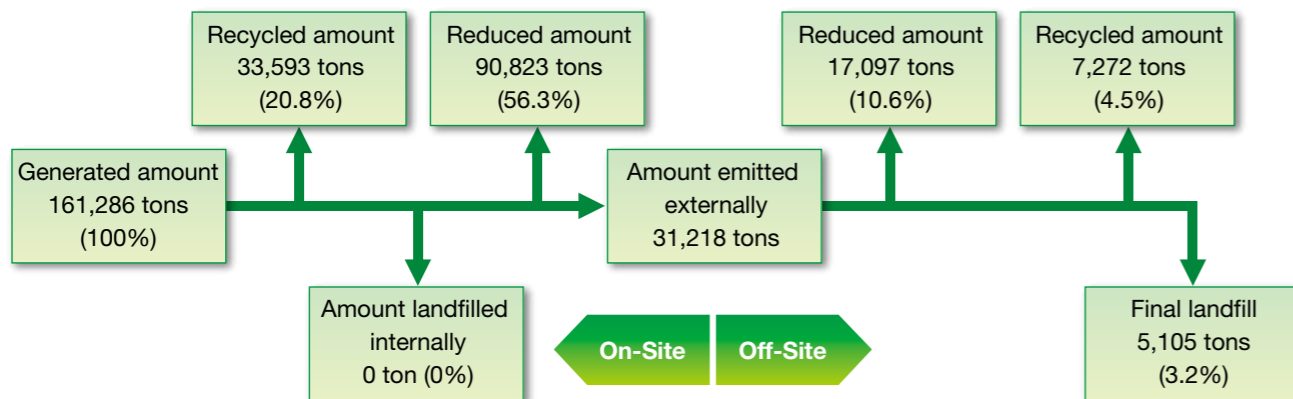 Recycled amount
33,593 tons
(20.8%)
Reduced amount
90,823 tons
(56.3%)
Reduced amount
17,097 tons
(10.6%)
Recycled amount
7,272 tons
(4.5%)
Generated amount
161,286 tons
(100%)
Amount emitted
externally
31,218 tons
Amount landfilled
internally
0 ton (0%)
On-Site
Off-Site
Final landfill
5,105 tons
(3.2%)